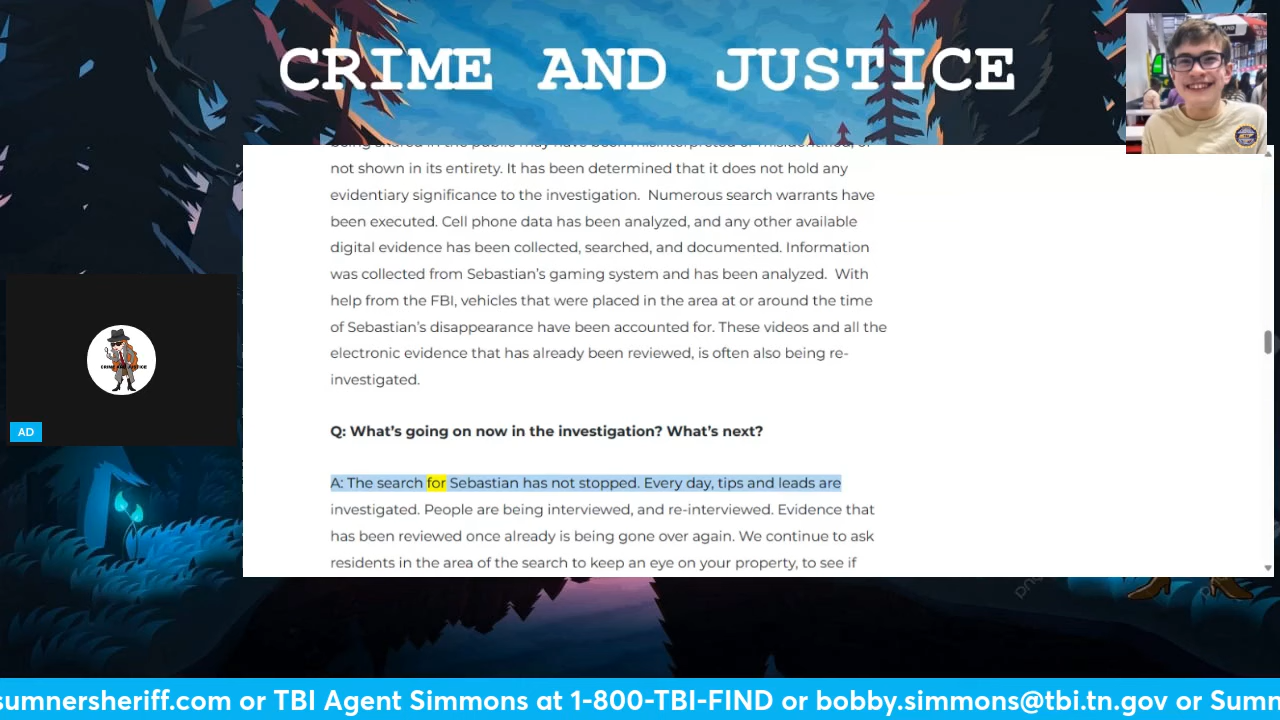 CRIME AND JUSTICE
not shown in its entirety. It has been determined that it does not hold any
evidentiary significance to the investigation.  Numerous search warrants have
been executed. Cell phone data has been analyzed, and any other available
digital evidence has been collected, searched, and documented. Information
was collected from Sebastian’s gaming system and has been analyzed.  With
help from the FBI, vehicles that were placed in the area at or around the time
of Sebastian’s disappearance have been accounted for. These videos and all the
electronic evidence that has already been reviewed, is often also being re-
investigated.
Q: What’s going on now in the investigation? What’s next?
A: The search for Sebastian has not stopped. Every day, tips and leads are
investigated. People are being interviewed, and re-interviewed. Evidence that
has been reviewed once already is being gone over again. We continue to ask
residents in the area of the search to keep an eye on your property, to see if
CRIME AND JUSTICE
AD
sumnersheriff.com or TBI Agent Simmons at 1-800-TBI-FIND or bobby.simmons@tbi.tn.gov or Sumn